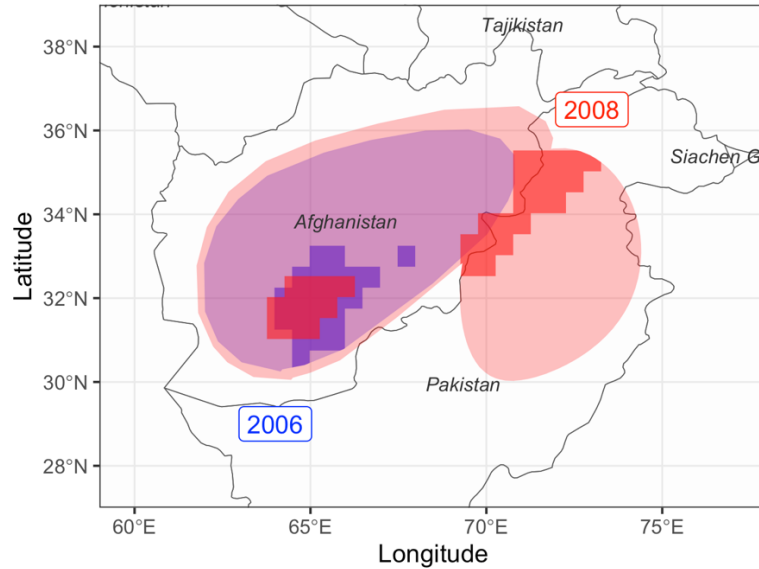 38°N
36°N
34°N
32°N
30°N
28°N
Latitude
Tajikistan
2008
Siachen G
Afghanistan
Pakistan
2006
60°E 65°E 70°E 75°E
Longitude